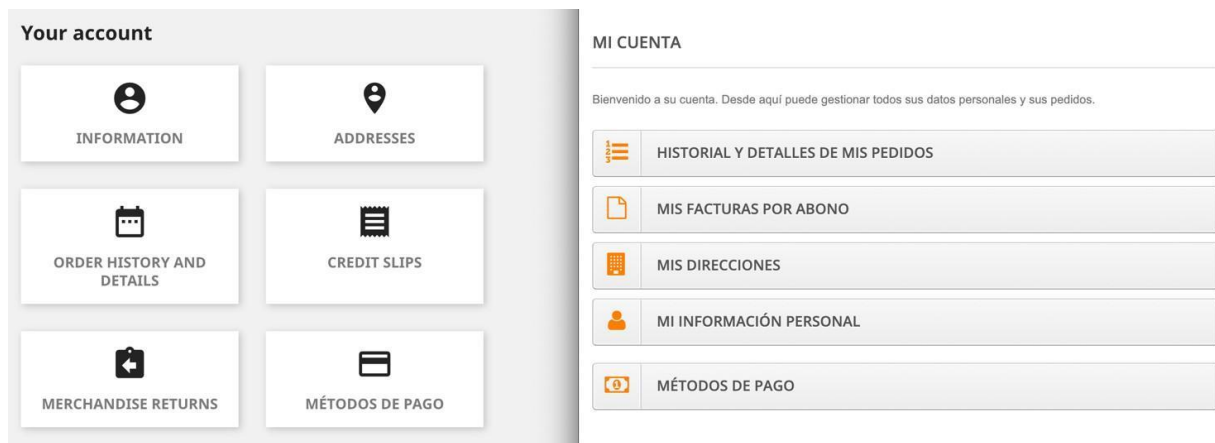 Your account
INFORMATION
ADDRESSES
ORDER HISTORY AND
DETAILS
CREDIT SLIPS
MERCHANDISE RETURNS
MÉTODOS DE PAGO
MI CUENTA
Bienvenido a su cuenta. Desde aquí puede gestionar todos sus datos personales y sus pedidos.
HISTORIAL Y DETALLES DE MIS PEDIDOS
MIS FACTURAS POR ABONO
MIS DIRECCIONES
MI INFORMACIÓN PERSONAL
MÉTODOS DE PAGO